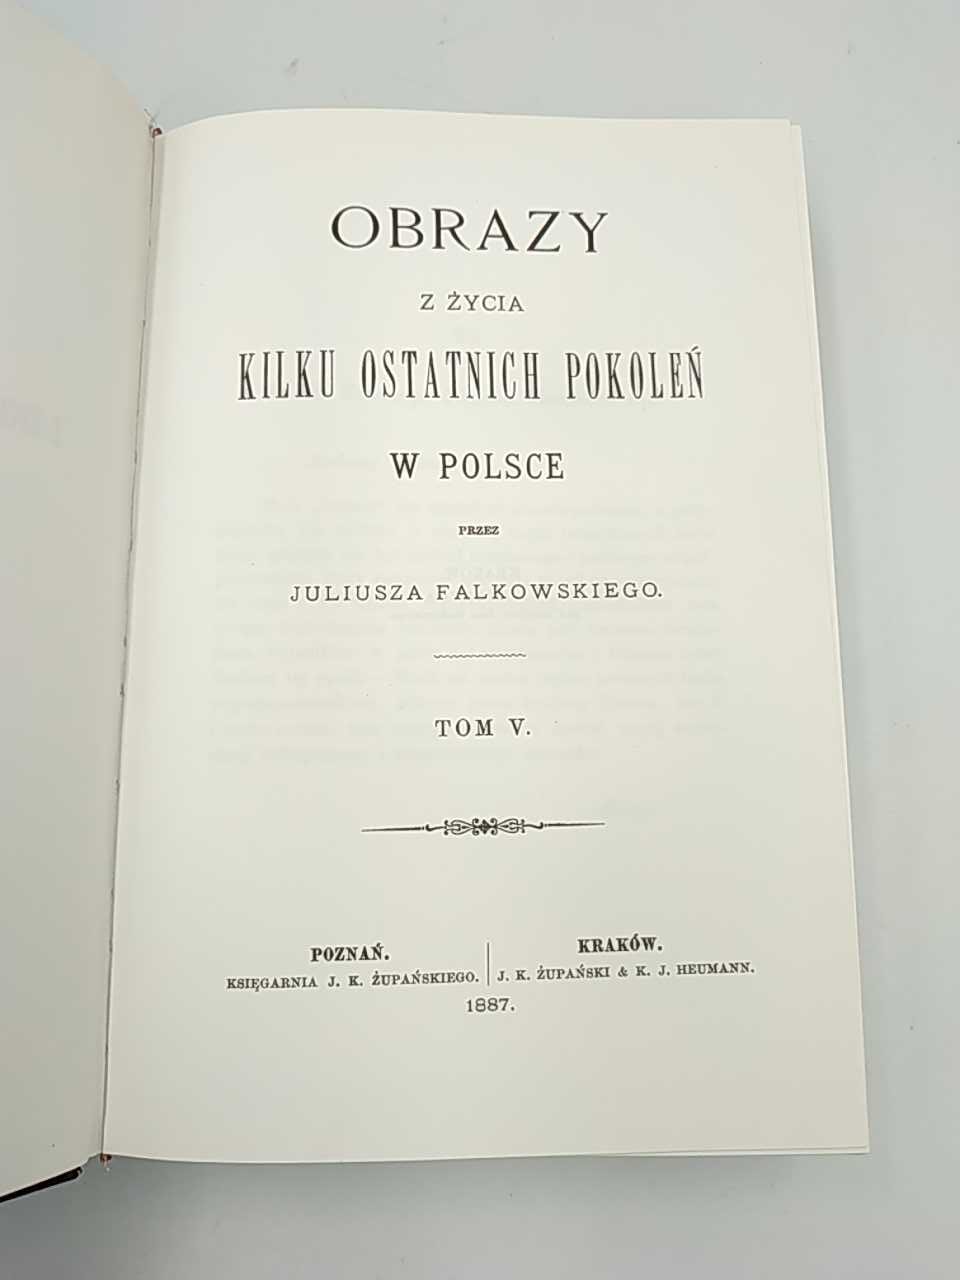 OBRAZY
Z ŻYCIA
KILKU OSTATNICH POKOLEŃ
W POLSCE
PRZEZ
JULIUSZA FALKOWSKIEGO.
TOM V.
POZNAŃ.
KSIĘGARNIA J. K. ŻUPAŃSKIEGO.
KRAKÓW.
J. K. ŻUPAŃSKI & K. J. HEUMANN.
1887.